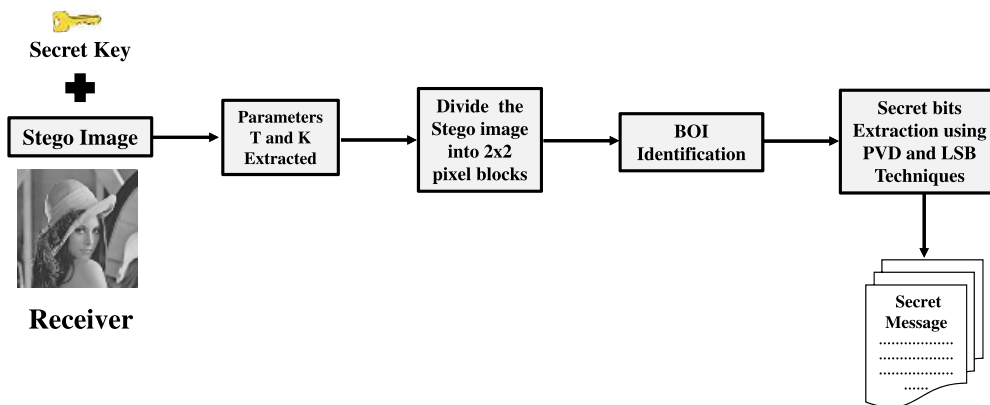 Secret Key
Stego Image
Receiver
Parameters
T and K
Extracted
Divide the
Stego image
into 2x2
pixel blocks
BOI
Identification
Secret bits
Extraction using
PVD and LSB
Techniques
Secret
Message